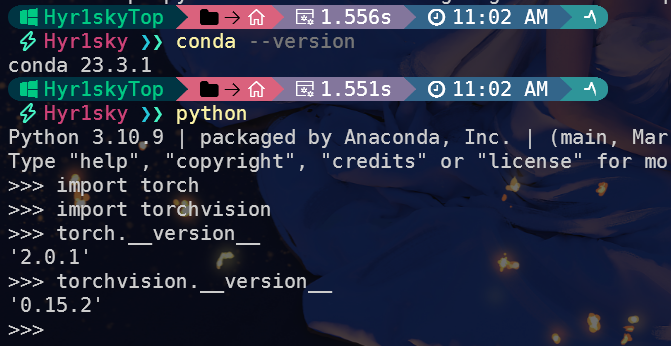 Hyr1skyTop → 1.556s 11:02 AM
Hyr1sky ❯❯ conda --version
conda 23.3.1
Hyr1skyTop → 1.551s 11:02 AM
Hyr1sky ❯❯ python
Python 3.10.9 | packaged by Anaconda, Inc. | (main, Mar
Type "help", "copyright", "credits" or "license" for mo
>>> import torch
>>> import torchvision
>>> torch.__version__
'2.0.1'
>>> torchvision.__version__
'0.15.2'
>>>